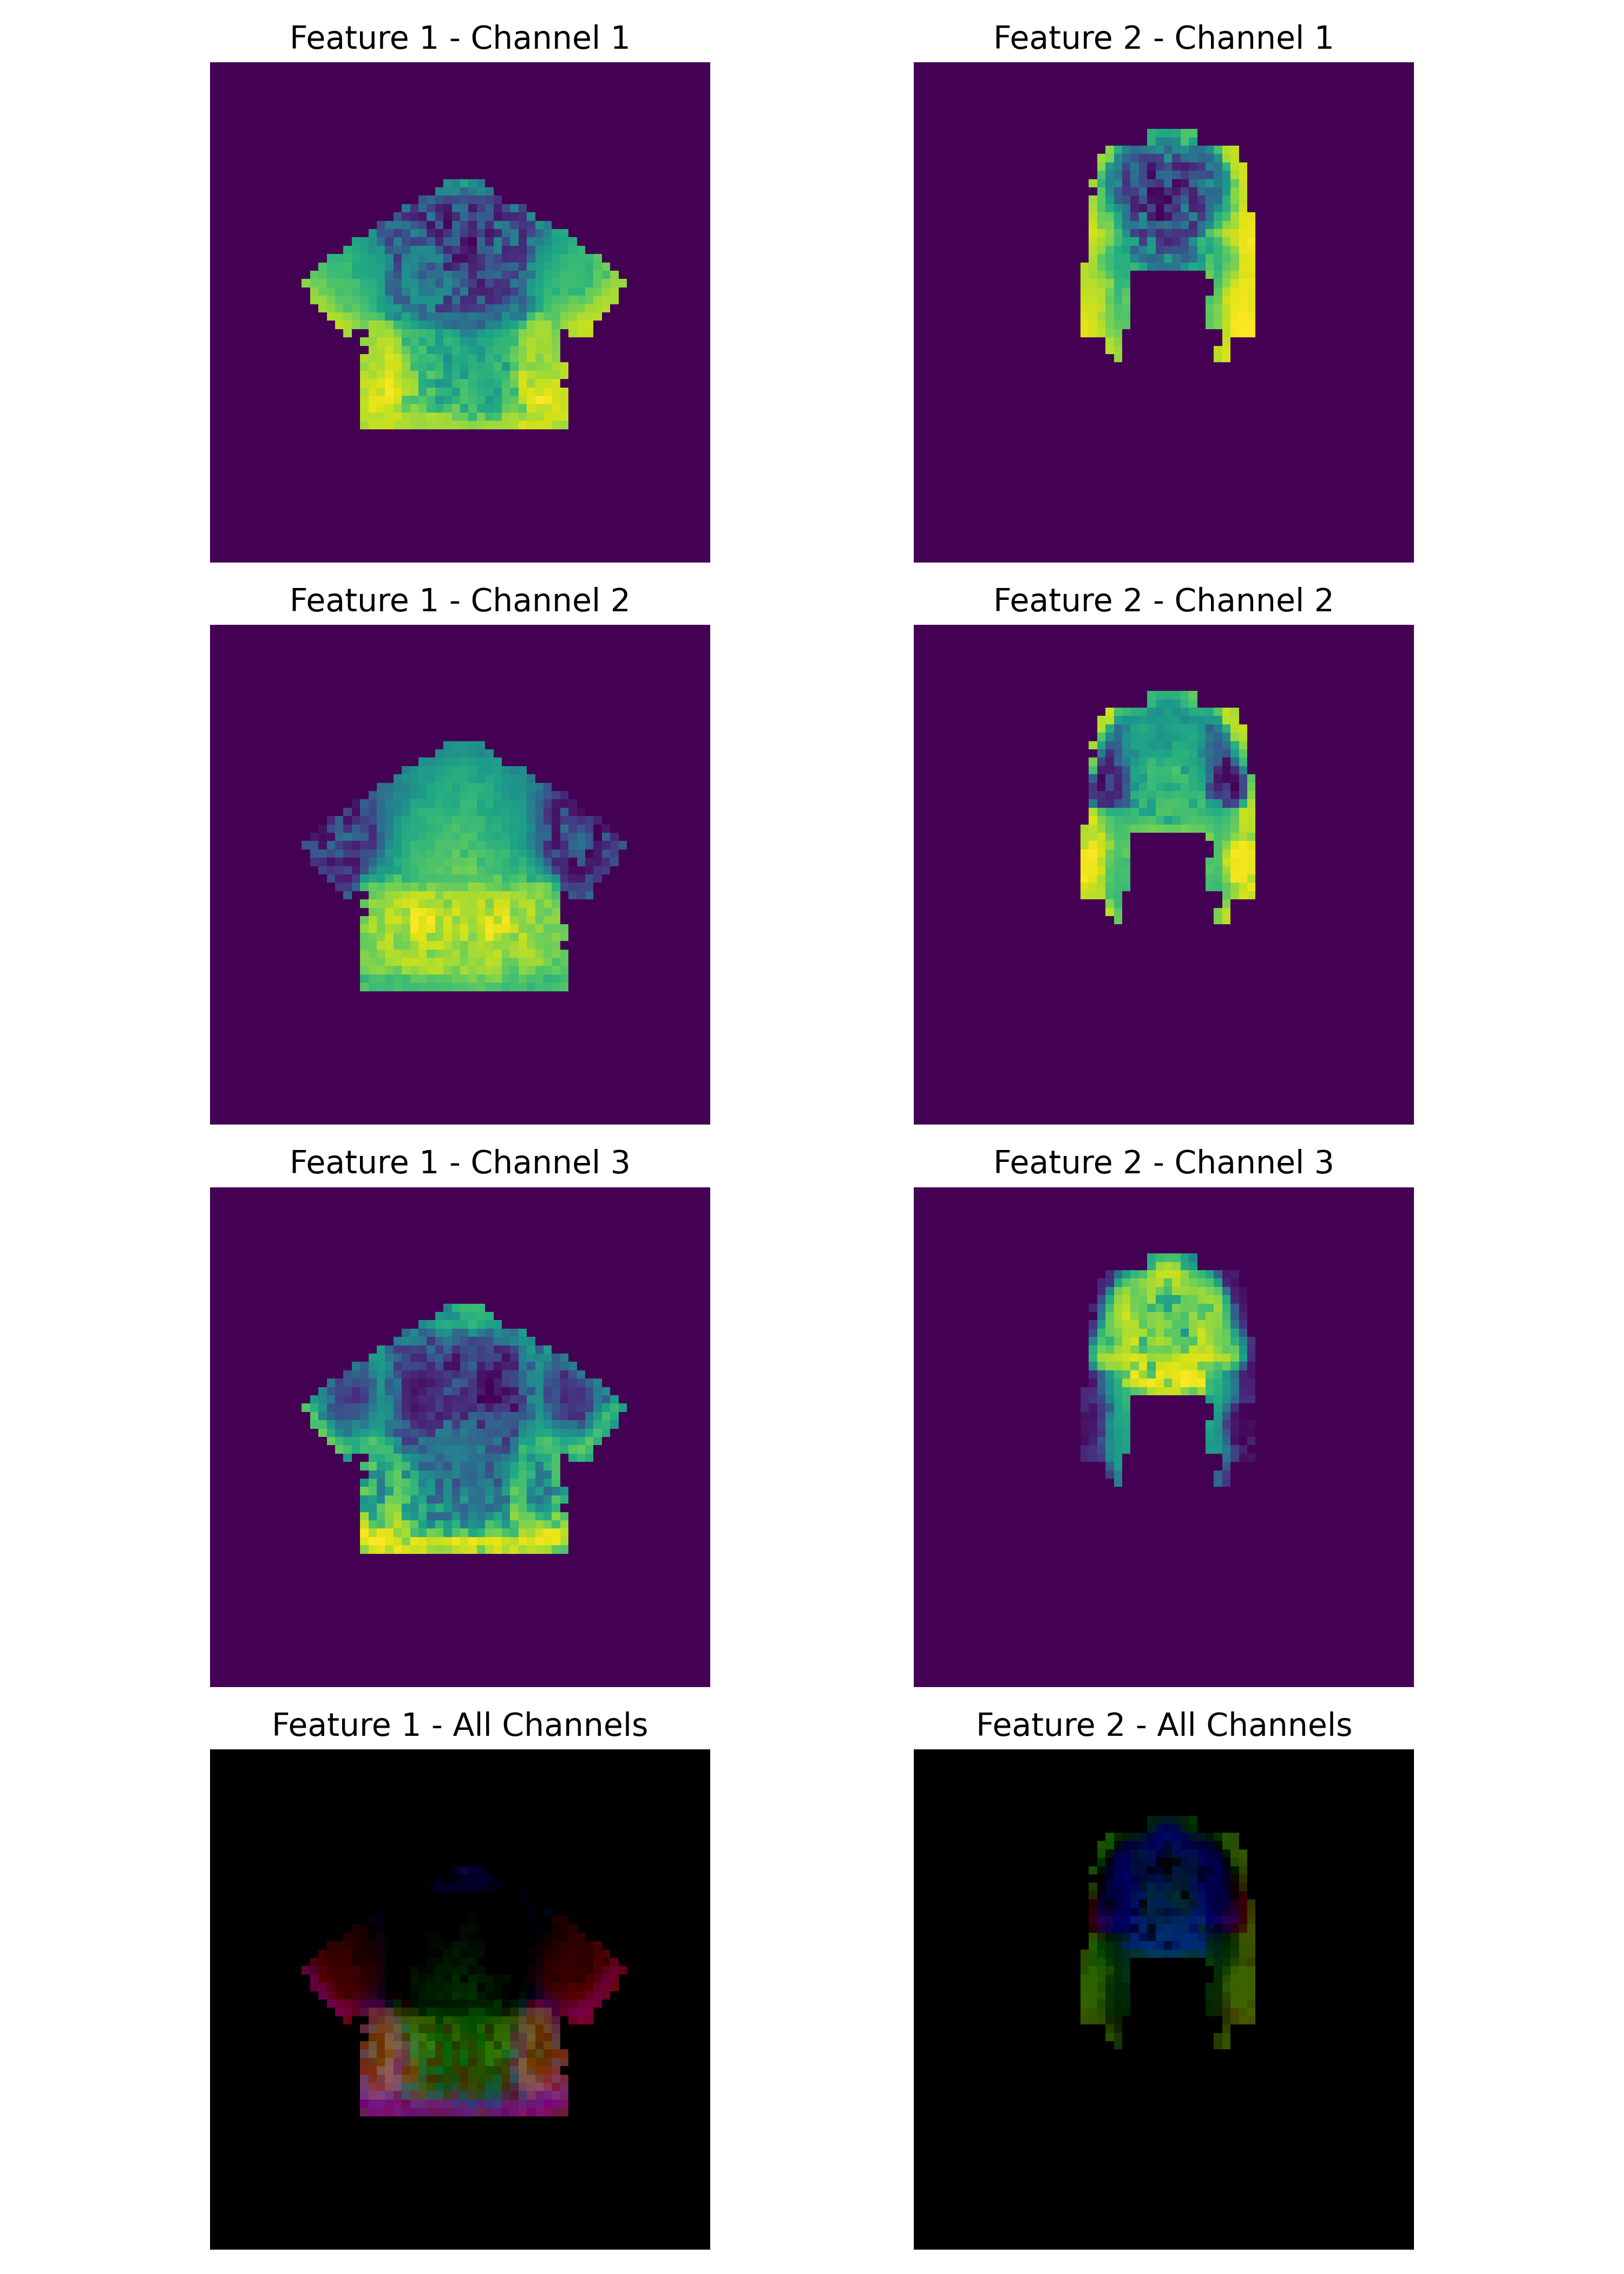 Feature 1 - Channel 1
Feature 2 - Channel 1
Feature 1 - Channel 2
Feature 2 - Channel 2
Feature 1 - Channel 3
Feature 2 - Channel 3
Feature 1 - All Channels
Feature 2 - All Channels